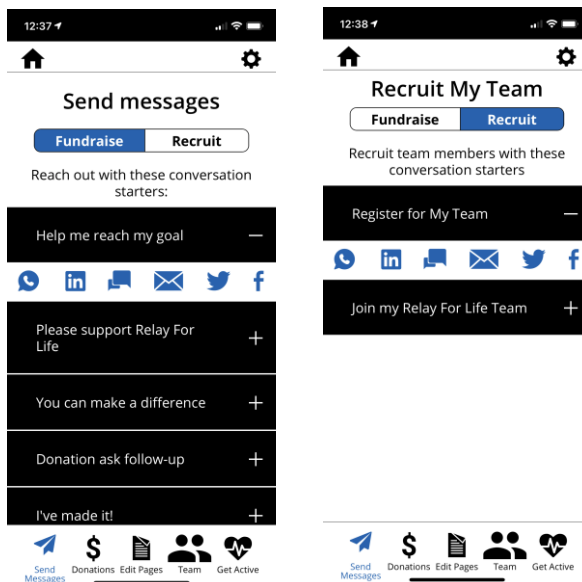 12:37
Send messages
Fundraise
Recruit
Reach out with these conversation
starters:
Help me reach my goal
Please support Relay For
Life
You can make a difference
Donation ask follow-up
I've made it!
Send
Messages
Donations
Edit Pages
Team
Get Active
12:38
Recruit My Team
Fundraise
Recruit
Recruit team members with these
conversation starters
Register for My Team
Join my Relay For Life Team
Send
Messages
Donations
Edit Pages
Team
Get Active